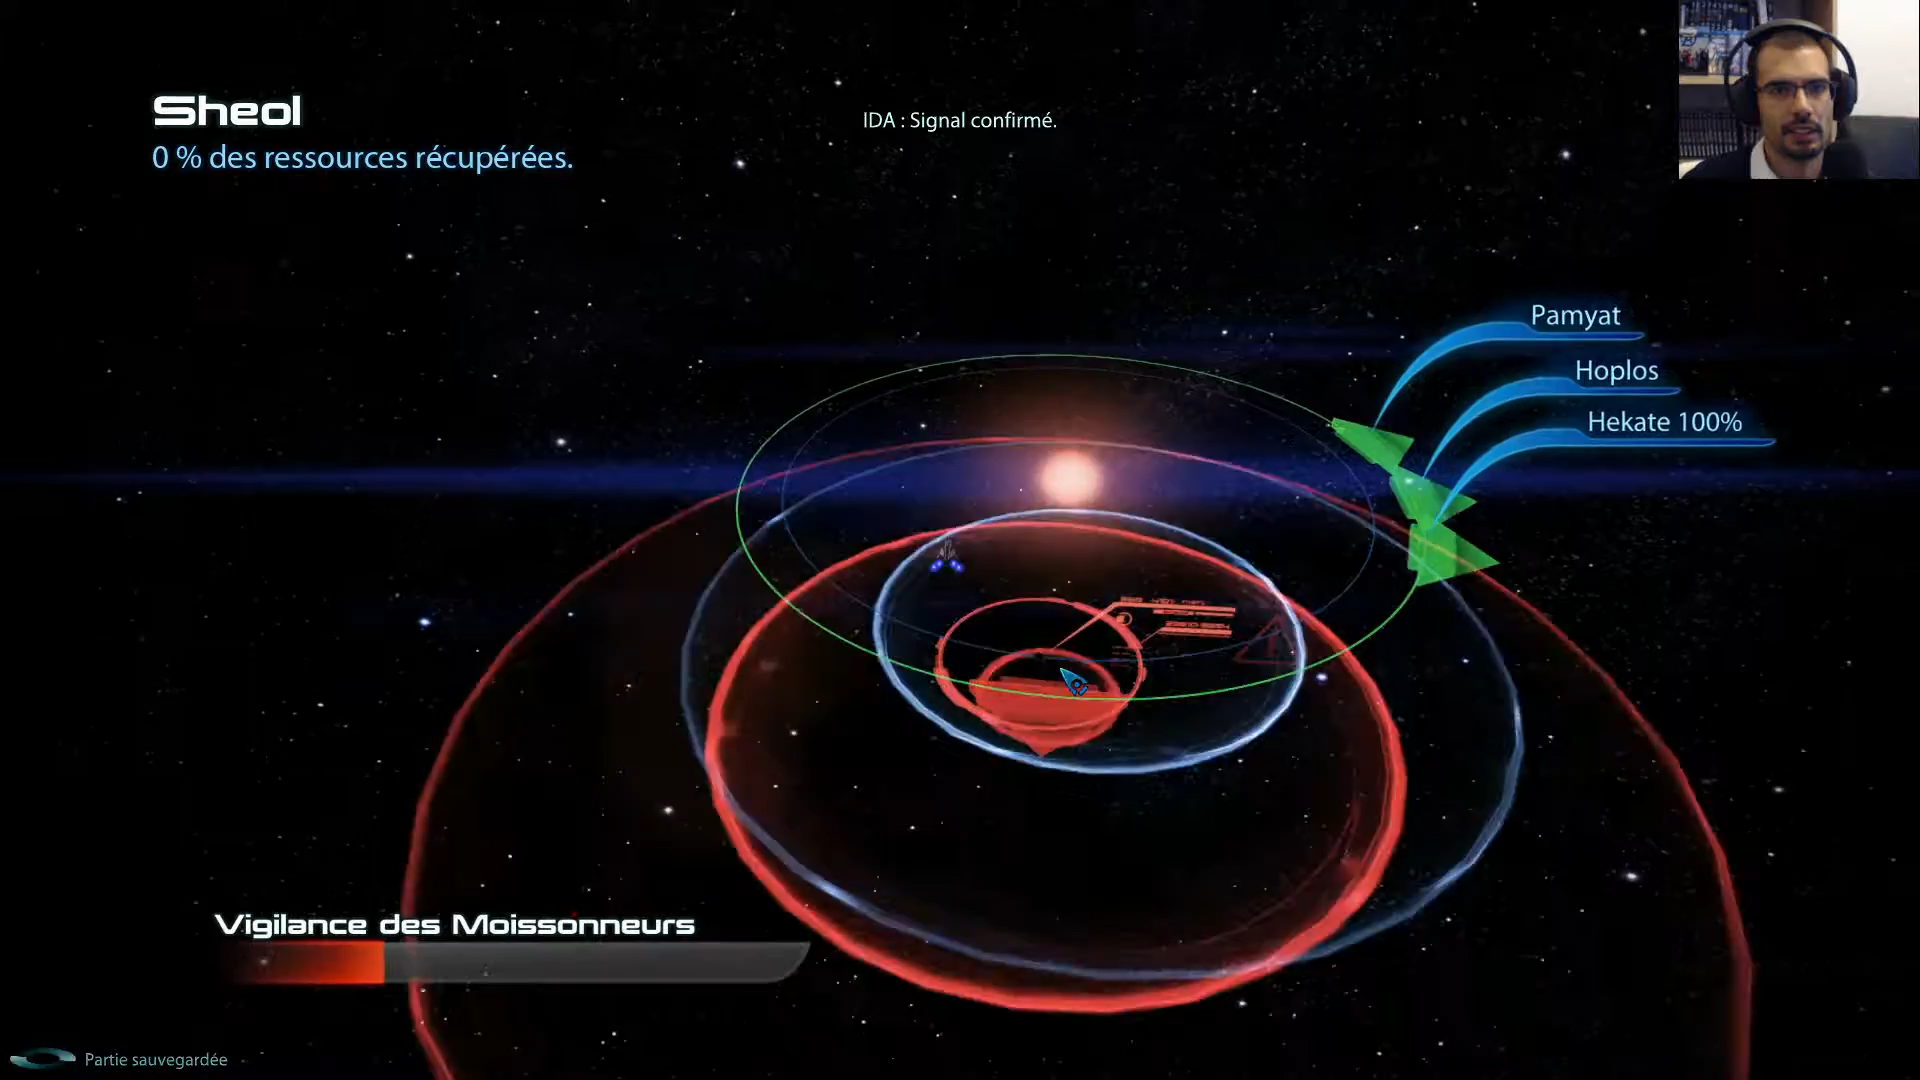 Sheol
0 % des ressources récupérées.
IDA : Signal confirmé.
Pamyat
Hoplos
Hekate 100%
Vigilance des Moissonneurs
Partie sauvegardée